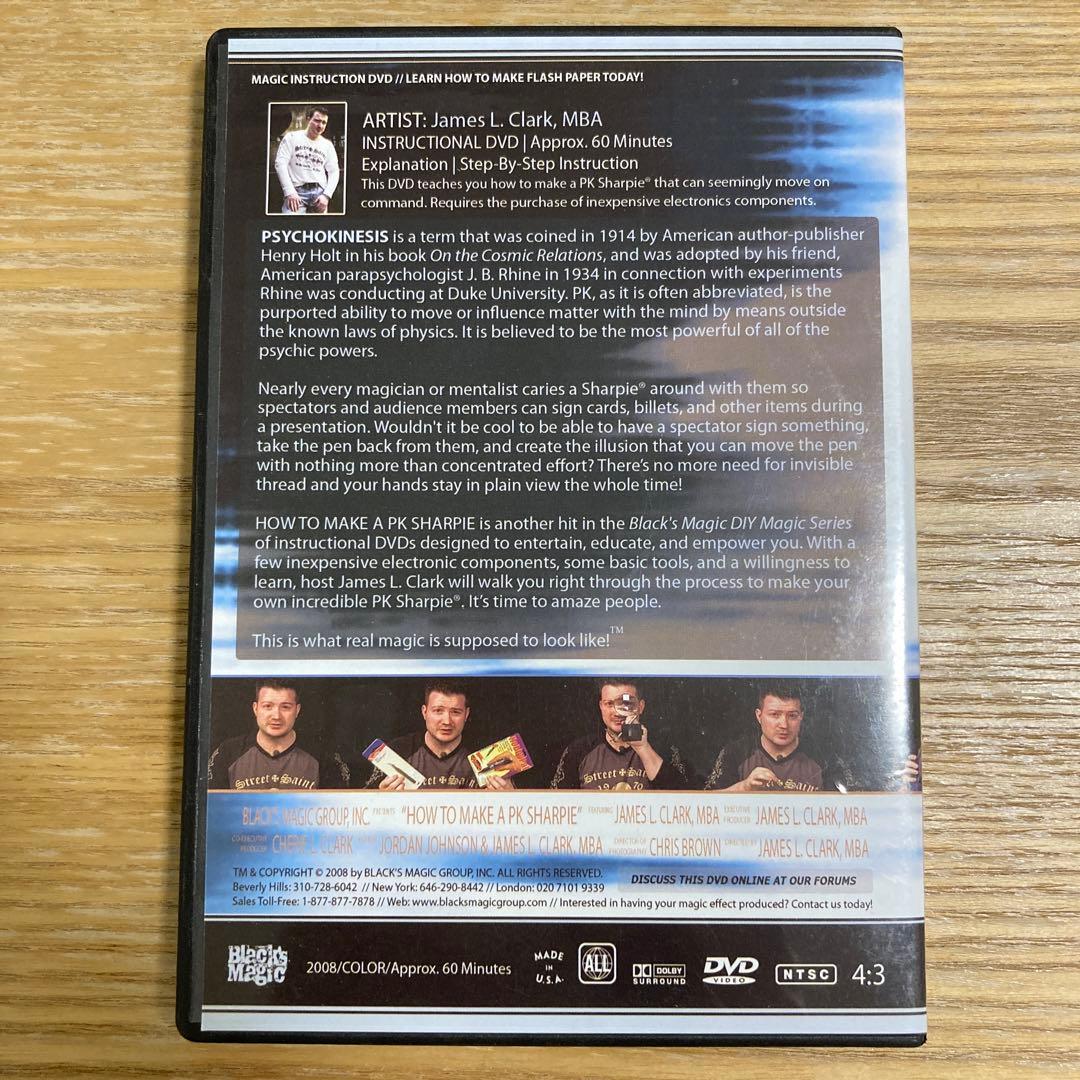 MAGIC INSTRUCTION DVD // LEARN HOW TO MAKE FLASH PAPER TODAY!
ARTIST: James L. Clark, MBA
INSTRUCTIONAL DVD | Approx. 60 Minutes
Explanation | Step-By-Step Instruction
This DVD teaches you how to make a PK Sharpie® that can seemingly move on
command. Requires the purchase of inexpensive electronics components.
PSYCHOKINESIS is a term that was coined in 1914 by American author-publisher
Henry Holt in his book On the Cosmic Relations, and was adopted by his friend,
American parapsychologist J. B. Rhine in 1934 in connection with experiments
Rhine was conducting at Duke University. PK, as it is often abbreviated, is the
purported ability to move or influence matter with the mind by means outside
the known laws of physics. It is believed to be the most powerful of all of the
psychic powers.
Nearly every magician or mentalist caries a Sharpie® around with them so
spectators and audience members can sign cards, billets, and other items during
a presentation. Wouldn't it be cool to be able to have a spectator sign something,
take the pen back from them, and create the illusion that you can move the pen
with nothing more than concentrated effort? There's no more need for invisible
thread and your hands stay in plain view the whole time!
HOW TO MAKE A PK SHARPIE is another hit in the Black's Magic DIY Magic Series
of instructional DVDs designed to entertain, educate, and empower you. With a
few inexpensive electronic components, some basic tools, and a willingness to
learn, host James L. Clark will walk you right through the process to make your
own incredible PK Sharpie®. It's time to amaze people.
This is what real magic is supposed to look like!™
Street Saint
Street Saint
BLACK'S MAGIC GROUP, INC. PRESENTS "HOW TO MAKE A PK SHARPIE" FEATURING JAMES L. CLARK, MBA EXECUTIVE PRODUCER JAMES L. CLARK, MBA
CO-EXECUTIVE PRODUCER CHERIE L. CLARK JORDAN JOHNSON & JAMES L. CLARK, MBA DIRECTOR OF PHOTOGRAPHY CHRIS BROWN DIRECTED BY JAMES L. CLARK, MBA
TM & COPYRIGHT © 2008 by BLACK'S MAGIC GROUP, INC. ALL RIGHTS RESERVED.
Beverly Hills: 310-728-6042 // New York: 646-290-8442 // London: 020 7101 9339
DISCUSS THIS DVD ONLINE AT OUR FORUMS
Sales Toll-Free: 1-877-877-7878 // Web: www.blacksmagicgroup.com // Interested in having your magic effect produced? Contact us today!
Black's Magic
2008/COLOR/Approx. 60 Minutes
MADE IN U.S.A.
ALL
DOLBY SURROUND
DVD VIDEO
NTSC
4:3